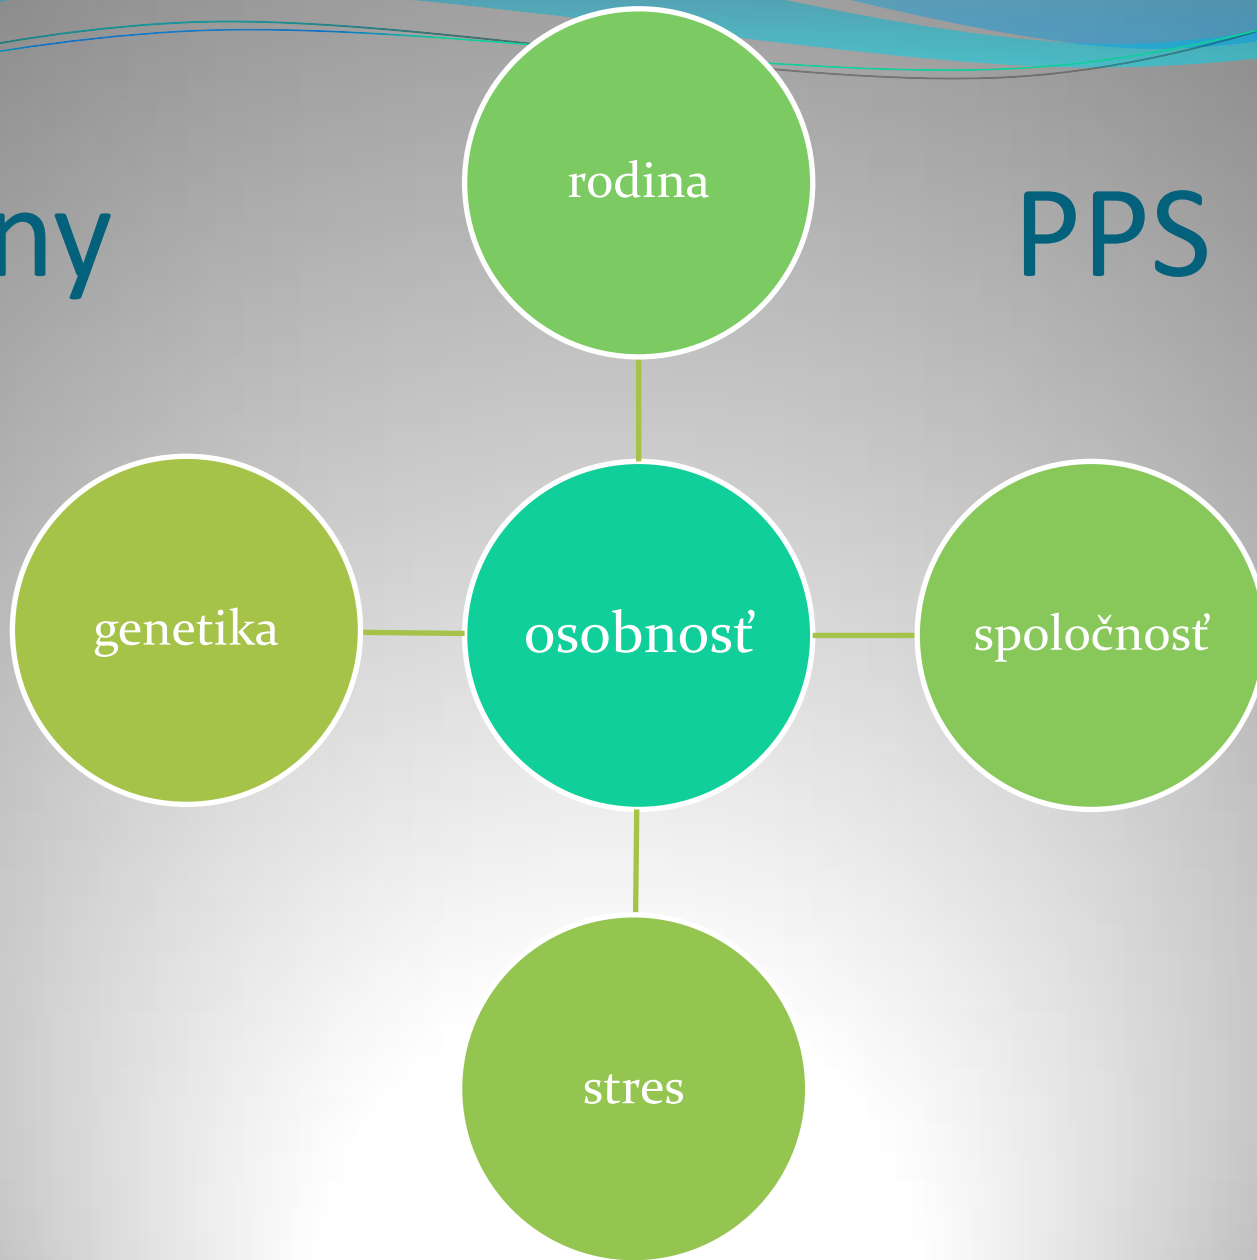 rodina
ny PPS
genetika
osobnosť
spoločnosť
stres